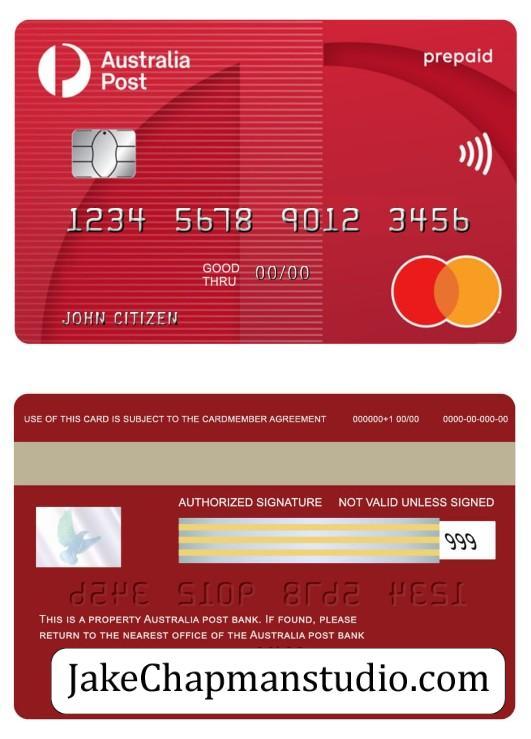 Australia
Post
prepaid
1234 5678 9012 3456
GOOD
THRU 00/00
JOHN CITIZEN
USE OF THIS CARD IS SUBJECT TO THE CARDMEMBER AGREEMENT 000000+1 00/00 0000-00-000-00
AUTHORIZED SIGNATURE NOT VALID UNLESS SIGNED
999
THIS IS A PROPERTY AUSTRALIA POST BANK. IF FOUND, PLEASE
RETURN TO THE NEAREST OFFICE OF THE AUSTRALIA POST BANK
JakeChapmanstudio.com